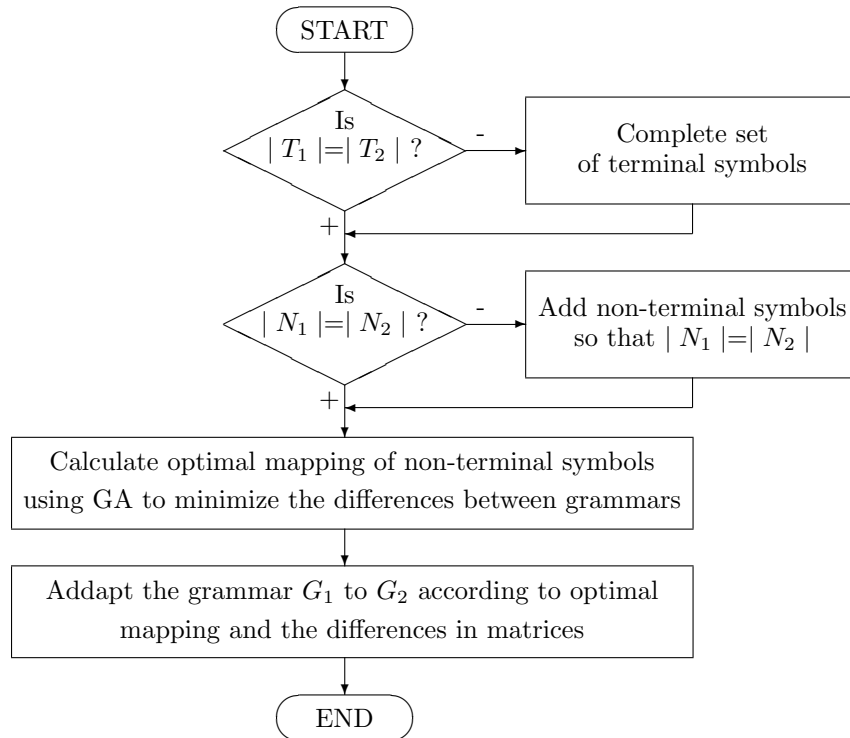 START
Is
| T₁ |=| T₂ | ?
-
Complete set
of terminal symbols
+
Is
| N₁ |=| N₂ | ?
-
Add non-terminal symbols
so that | N₁ |=| N₂ |
+
Calculate optimal mapping of non-terminal symbols
using GA to minimize the differences between grammars
Addapt the grammar G₁ to G₂ according to optimal
mapping and the differences in matrices
END